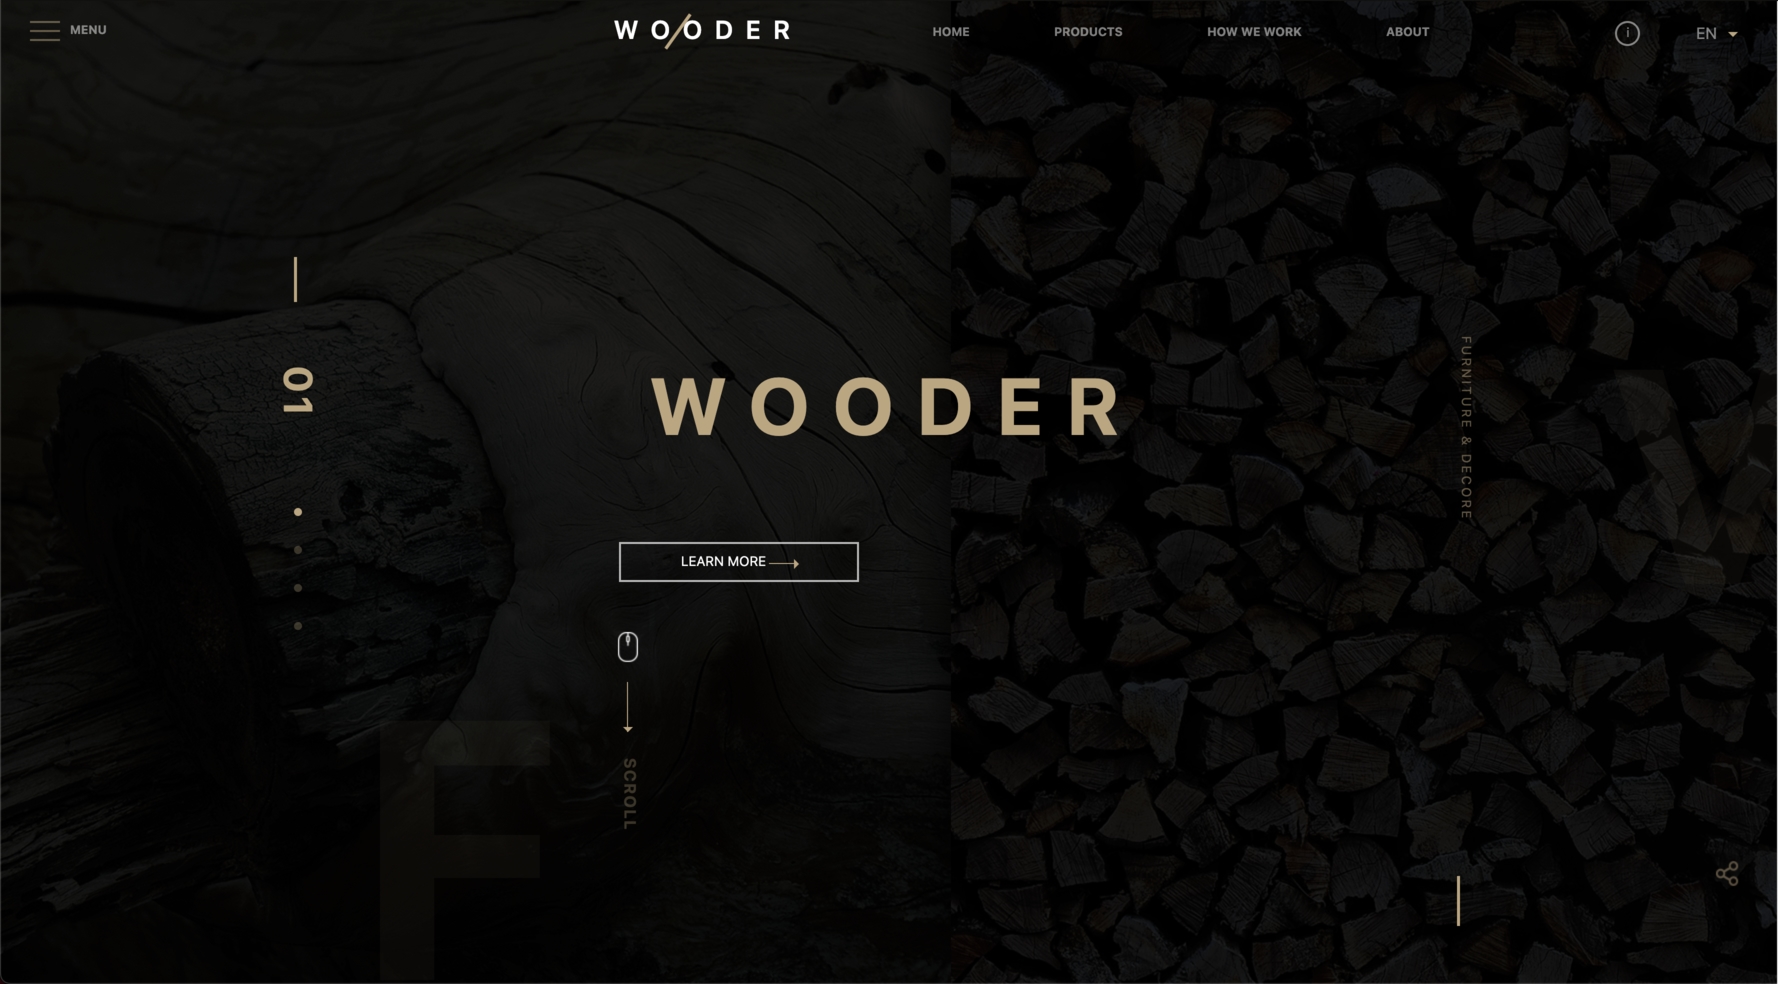 MENU
WOODER
HOME
PRODUCTS
HOW WE WORK
ABOUT
i
EN
01
WOODER
FURNITURE & DECORE
LEARN MORE
SCROLL
F